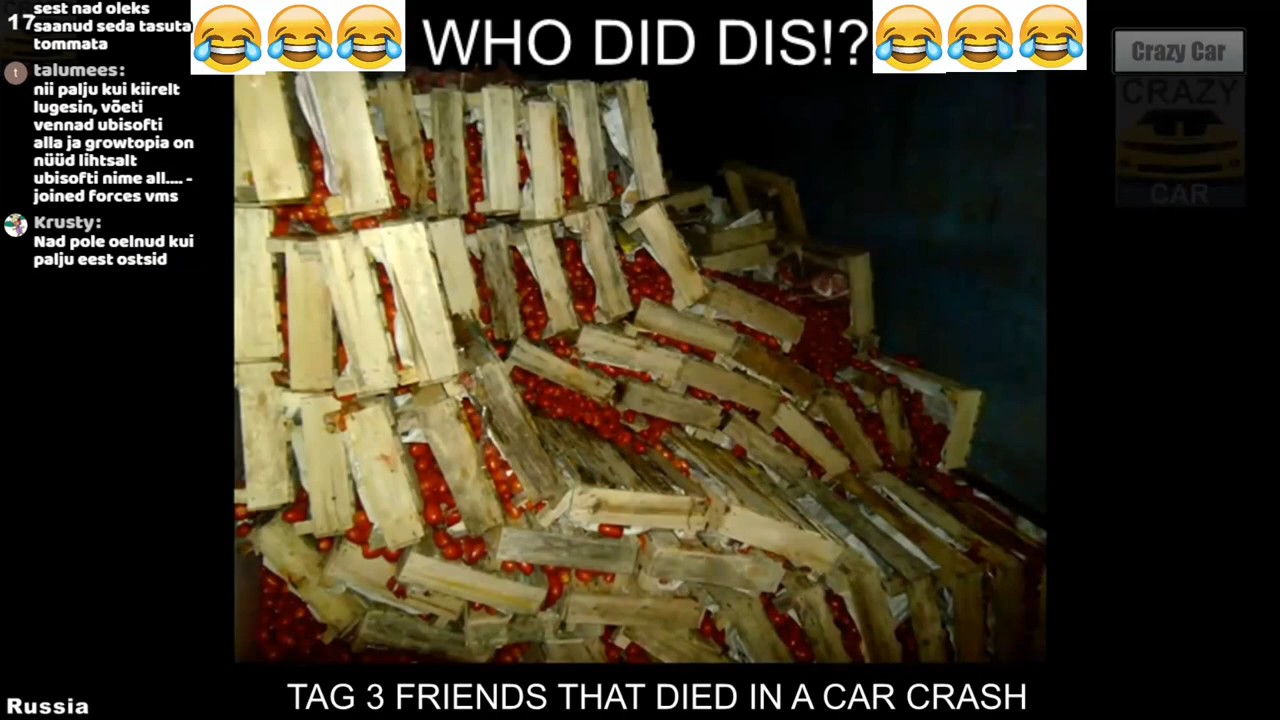 sest nad oleks
17
saanud seda tasuta
tommata
t
talumees:
nii palju kui kiirelt
lugesin, võeti
vennad ubisofti
alla ja growtopia on
nüüd lihtsalt
ubisofti nime all.... -
joined forces vms
Krusty:
Nad pole oelnud kui
palju eest ostsid
WHO DID DIS!?
Crazy Car
CRAZY
CAR
TAG 3 FRIENDS THAT DIED IN A CAR CRASH
Russia